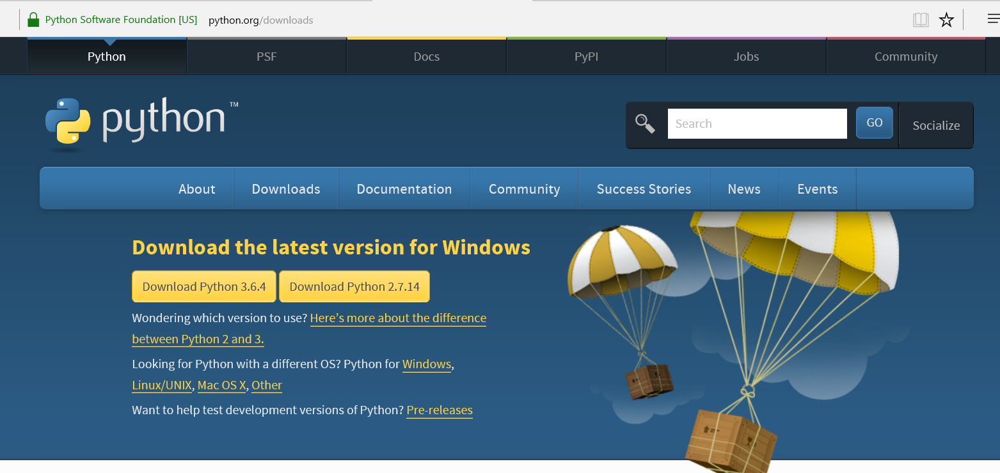 Python Software Foundation [US] python.org/downloads
Python PSF Docs PyPI Jobs Community
python™
Search GO Socialize
About Downloads Documentation Community Success Stories News Events
Download the latest version for Windows
Download Python 3.6.4 Download Python 2.7.14
Wondering which version to use? Here’s more about the difference
between Python 2 and 3.
Looking for Python with a different OS? Python for Windows,
Linux/UNIX, Mac OS X, Other
Want to help test development versions of Python? Pre-releases